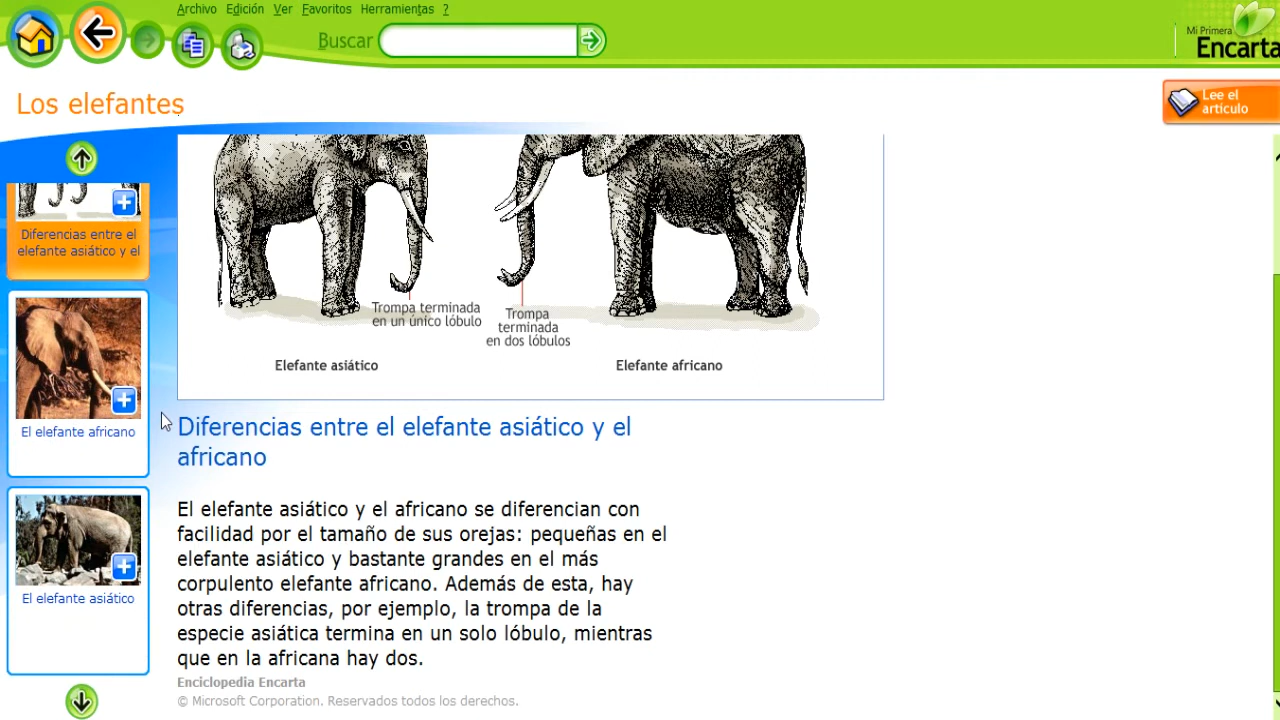 Archivo Edición Ver Favoritos Herramientas ?
Buscar
Mi Primera
Encarta
Los elefantes
Lee el
artículo
Diferencias entre el
elefante asiático y el
El elefante africano
El elefante asiático
Trompa terminada
en un único lóbulo
Trompa
terminada
en dos lóbulos
Elefante asiático
Elefante africano
Diferencias entre el elefante asiático y el
africano
El elefante asiático y el africano se diferencian con
facilidad por el tamaño de sus orejas: pequeñas en el
elefante asiático y bastante grandes en el más
corpulento elefante africano. Además de esta, hay
otras diferencias, por ejemplo, la trompa de la
especie asiática termina en un solo lóbulo, mientras
que en la africana hay dos.
Enciclopedia Encarta
© Microsoft Corporation. Reservados todos los derechos.